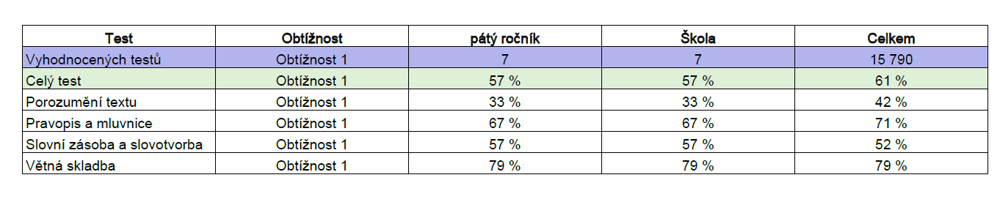 Test Obtížnost pátý ročník Škola Celkem
Vyhodnocených testů Obtížnost 1 7 7 15 790
Celý test Obtížnost 1 57 % 57 % 61 %
Porozumění textu Obtížnost 1 33 % 33 % 42 %
Pravopis a mluvnice Obtížnost 1 67 % 67 % 71 %
Slovní zásoba a slovotvorba Obtížnost 1 57 % 57 % 52 %
Větná skladba Obtížnost 1 79 % 79 % 79 %